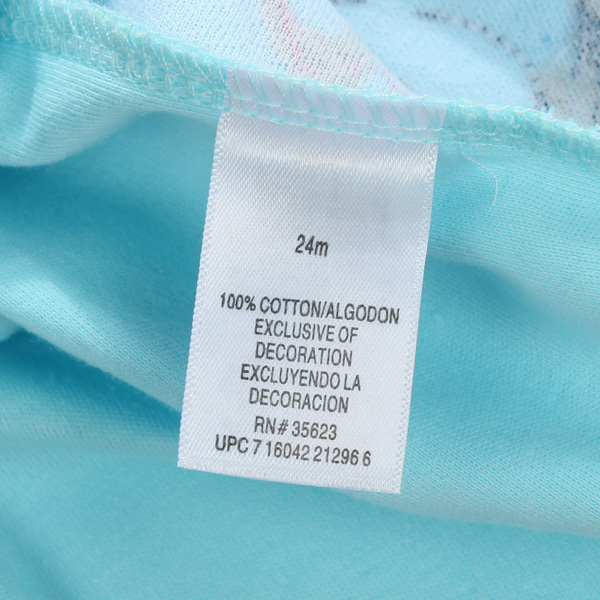 24m
100% COTTON/ALGODON
EXCLUSIVE OF
DECORATION
EXCLUYENDO LA
DECORACION
RN# 35623
UPC 7 16042 21296 6